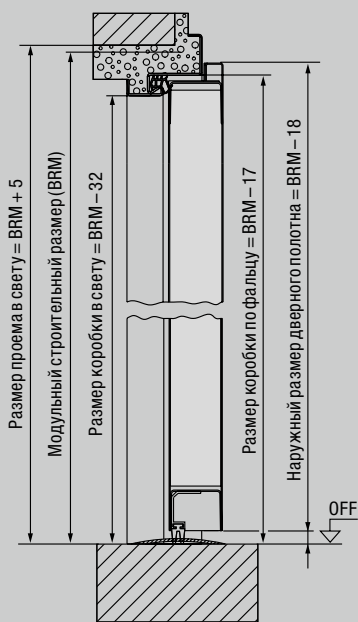 Размер проема в свету = BRM + 5
Модульный строительный размер (BRM)
Размер коробки в свету = BRM – 32
Размер коробки по фальцу = BRM – 17
Наружный размер дверного полотна = BRM – 18
OFF